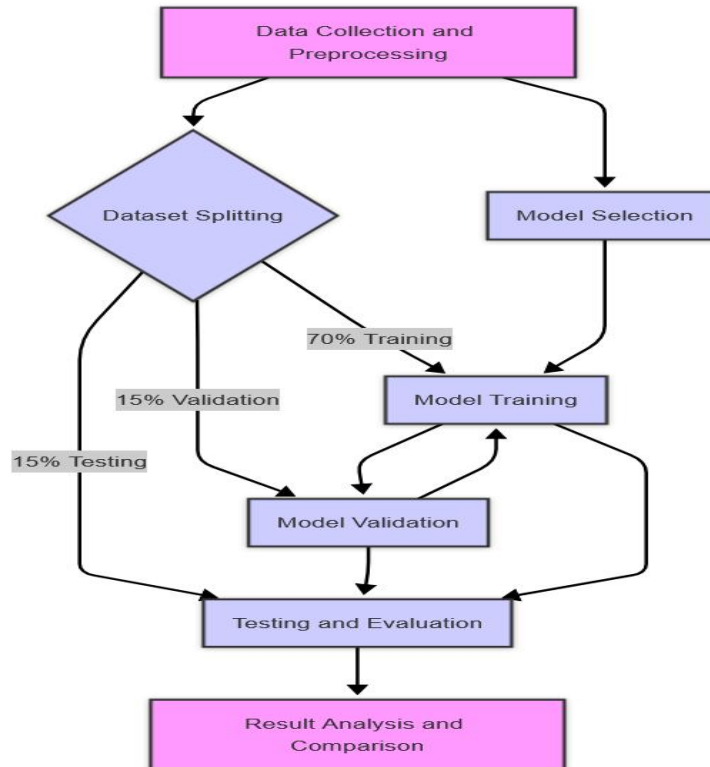 Data Collection and
Preprocessing
Dataset Splitting
Model Selection
70% Training
15% Validation
Model Training
15% Testing
Model Validation
Testing and Evaluation
Result Analysis and
Comparison